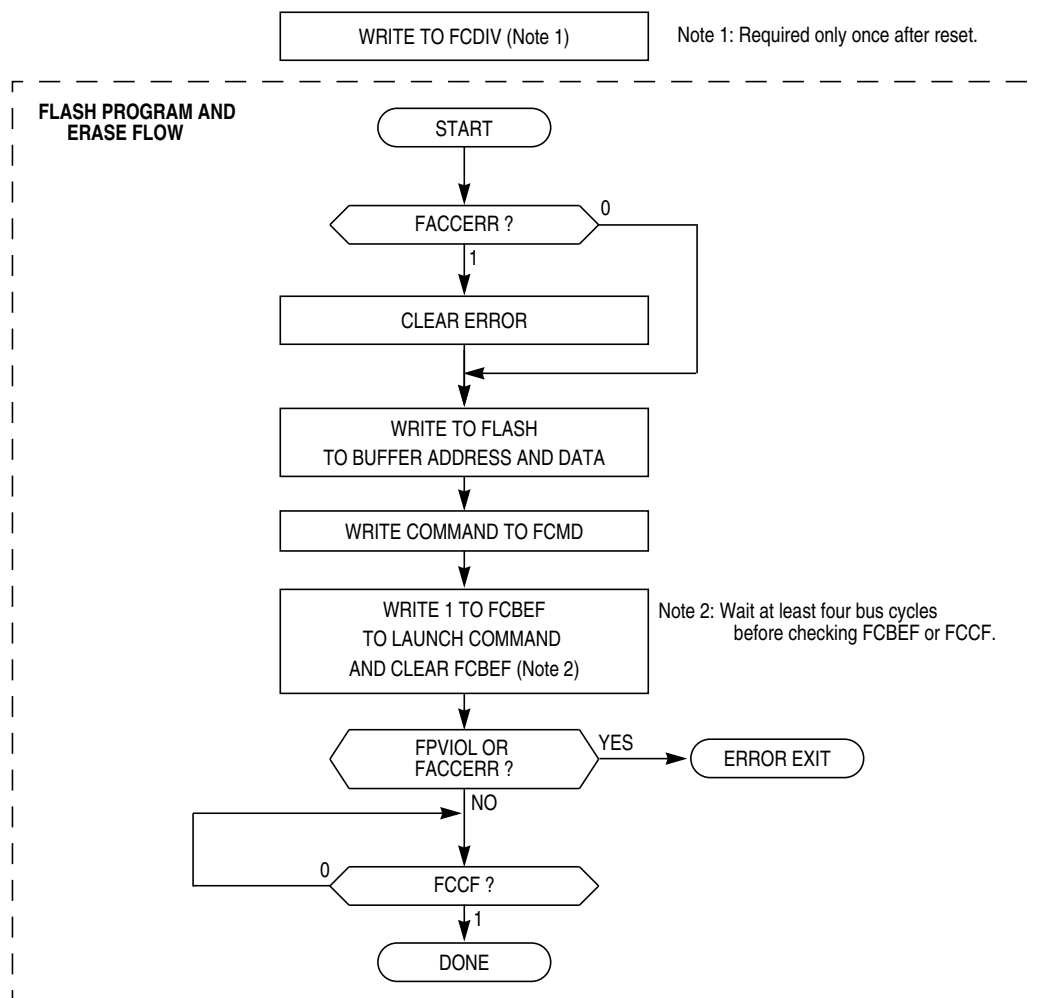 WRITE TO FCDIV (Note 1)
Note 1: Required only once after reset.
FLASH PROGRAM AND
ERASE FLOW
START
FACCERR ?
0
1
CLEAR ERROR
WRITE TO FLASH
TO BUFFER ADDRESS AND DATA
WRITE COMMAND TO FCMD
WRITE 1 TO FCBEF
TO LAUNCH COMMAND
AND CLEAR FCBEF (Note 2)
Note 2: Wait at least four bus cycles
before checking FCBEF or FCCF.
FPVIOL OR
FACCERR ?
YES
ERROR EXIT
NO
0
FCCF ?
1
DONE